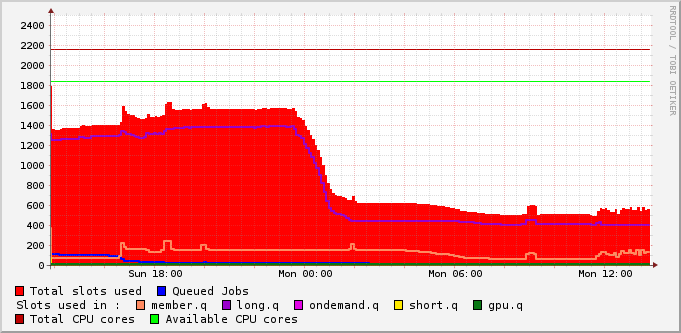 RRDTOOL / TOBI OETIKER
2400
2200
2000
1800
1600
1400
1200
1000
800
600
400
200
0
Sun 18:00 Mon 00:00 Mon 06:00 Mon 12:00
Total slots used Queued Jobs
Slots used in : member.q long.q ondemand.q short.q gpu.q
Total CPU cores Available CPU cores